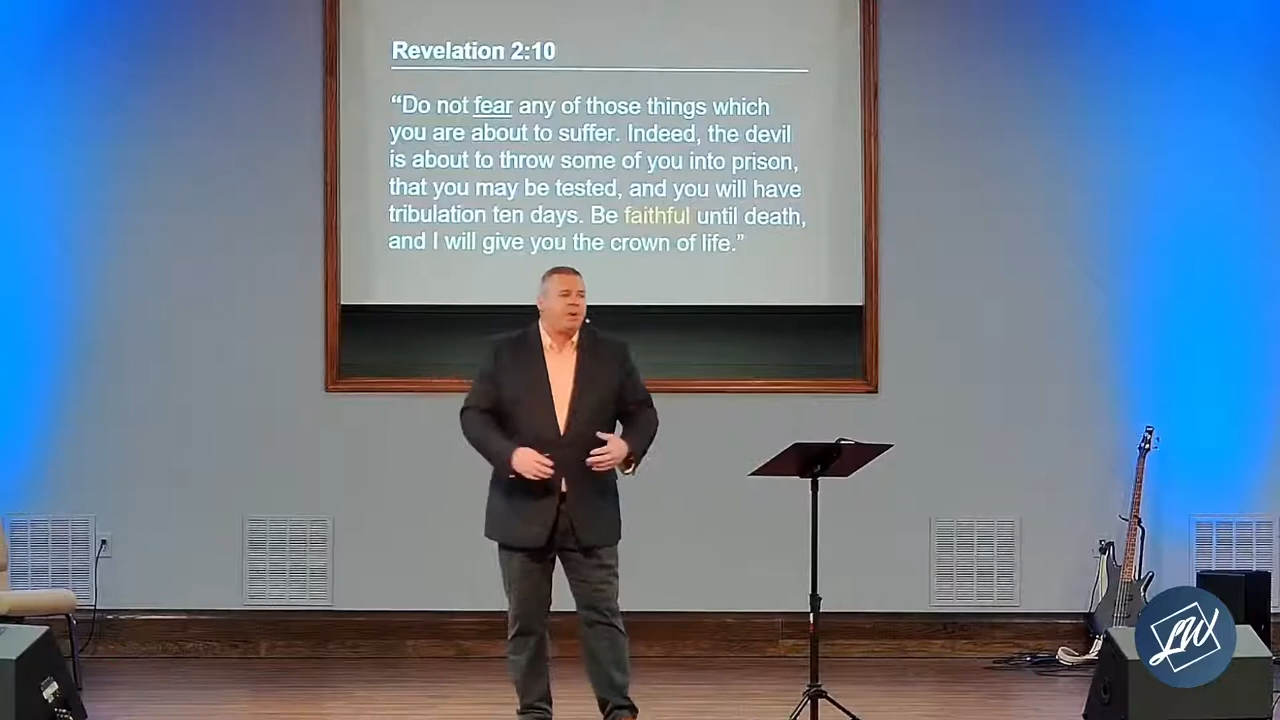 Revelation 2:10
“Do not fear any of those things which
you are about to suffer. Indeed, the devil
is about to throw some of you into prison,
that you may be tested, and you will have
tribulation ten days. Be faithful until death,
and I will give you the crown of life.”
LW